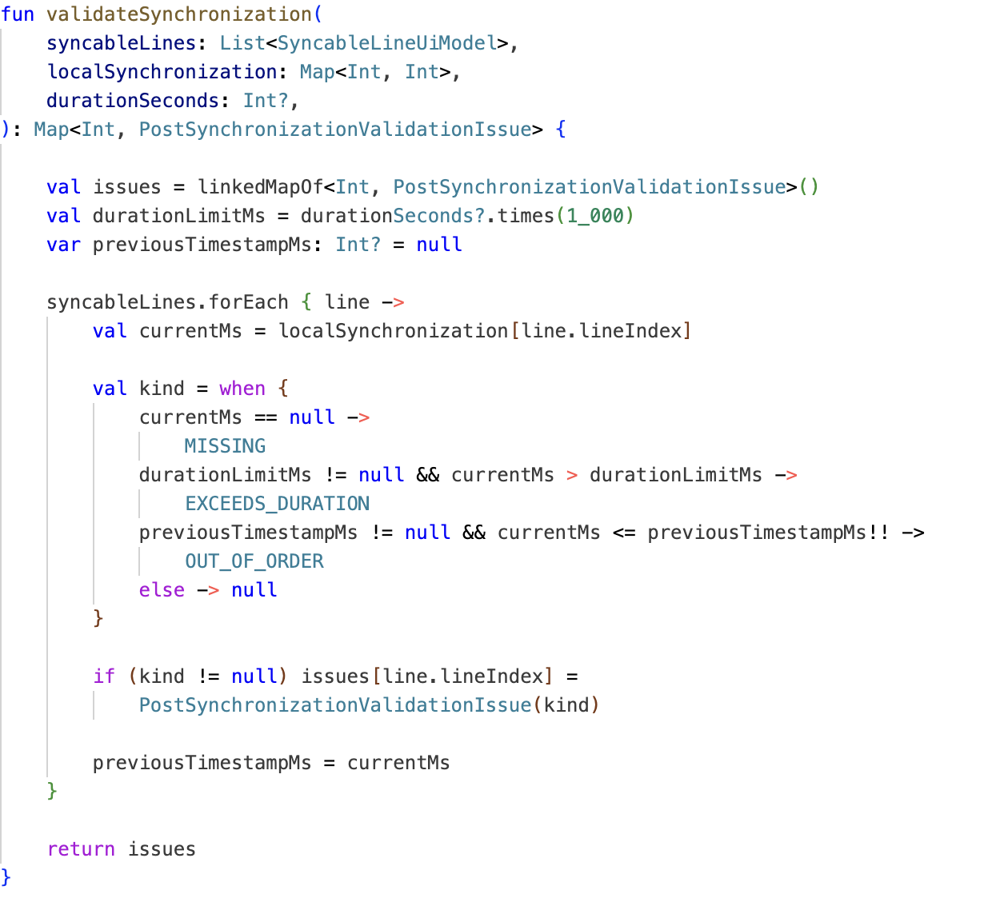 fun validateSynchronization(
    syncableLines: List<SyncableLineUiModel>,
    localSynchronization: Map<Int, Int>,
    durationSeconds: Int?,
): Map<Int, PostSynchronizationValidationIssue> {

    val issues = linkedMapOf<Int, PostSynchronizationValidationIssue>()
    val durationLimitMs = durationSeconds?.times(1_000)
    var previousTimestampMs: Int? = null

    syncableLines.forEach { line ->
        val currentMs = localSynchronization[line.lineIndex]

        val kind = when {
            currentMs == null ->
                MISSING
            durationLimitMs != null && currentMs > durationLimitMs ->
                EXCEEDS_DURATION
            previousTimestampMs != null && currentMs <= previousTimestampMs!! ->
                OUT_OF_ORDER
            else -> null
        }

        if (kind != null) issues[line.lineIndex] =
            PostSynchronizationValidationIssue(kind)

        previousTimestampMs = currentMs
    }

    return issues
}